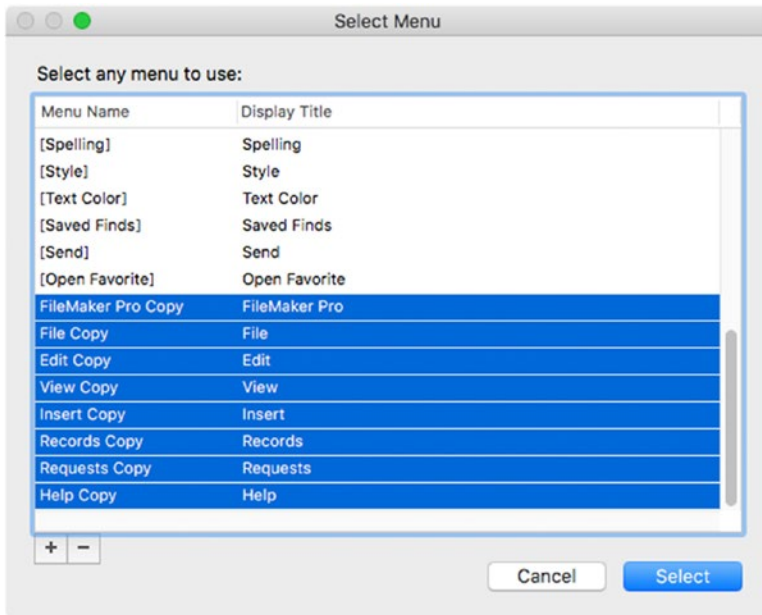 Select Menu
Select any menu to use:
Menu Name Display Title
[Spelling] Spelling
[Style] Style
[Text Color] Text Color
[Saved Finds] Saved Finds
[Send] Send
[Open Favorite] Open Favorite
FileMaker Pro Copy FileMaker Pro
File Copy File
Edit Copy Edit
View Copy View
Insert Copy Insert
Records Copy Records
Requests Copy Requests
Help Copy Help
+ −
Cancel Select